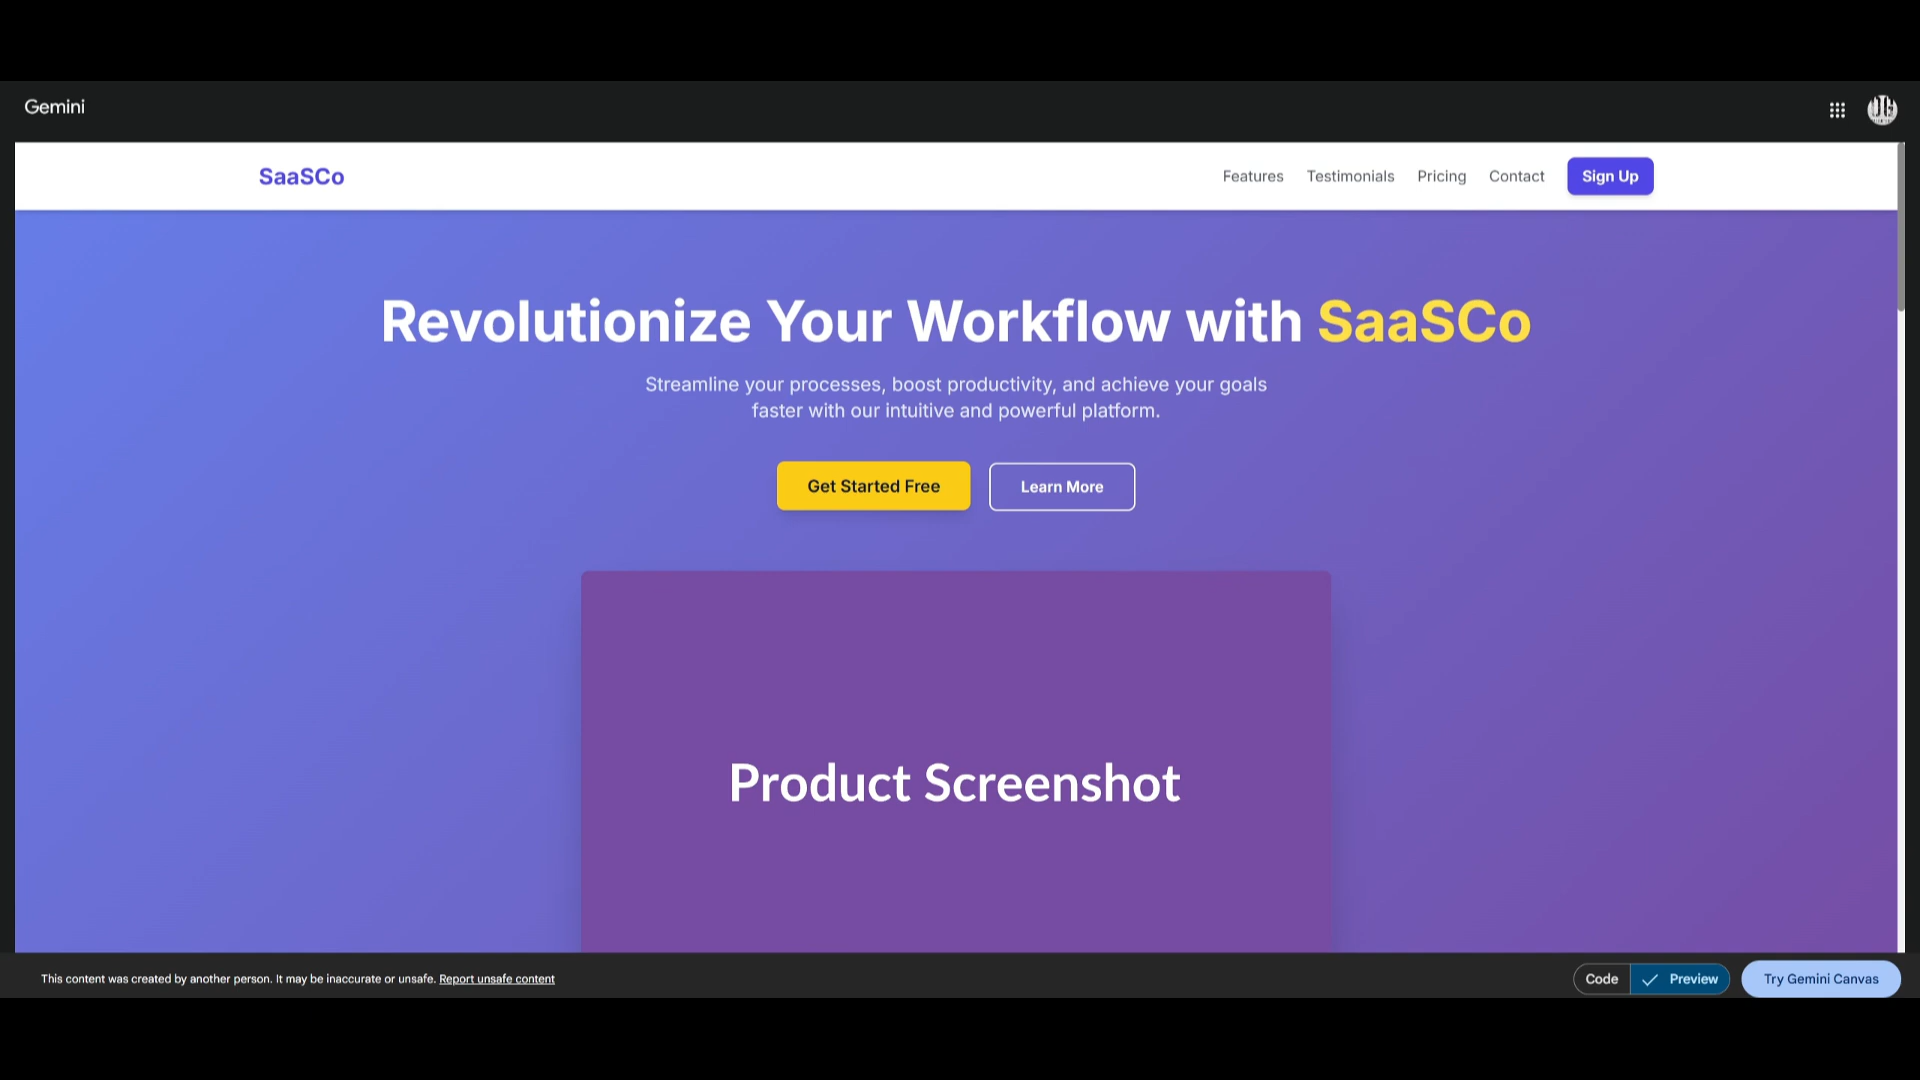 Gemini
SaaSCo
Features Testimonials Pricing Contact Sign Up
Revolutionize Your Workflow with SaaSCo
Streamline your processes, boost productivity, and achieve your goals
faster with our intuitive and powerful platform.
Get Started Free Learn More
Product Screenshot
This content was created by another person. It may be inaccurate or unsafe. Report unsafe content
Code Preview Try Gemini Canvas